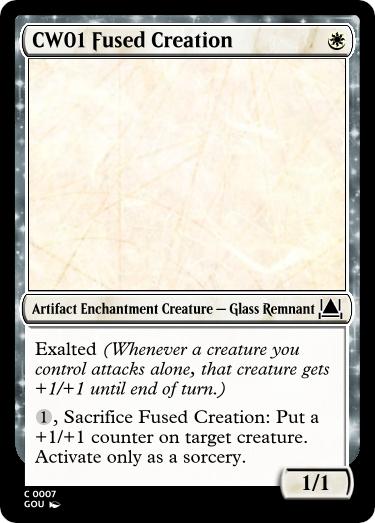 CW01 Fused Creation
Artifact Enchantment Creature — Glass Remnant
Exalted (Whenever a creature you
control attacks alone, that creature gets
+1/+1 until end of turn.)
1, Sacrifice Fused Creation: Put a
+1/+1 counter on target creature.
Activate only as a sorcery.
1/1
C 0007
GOU